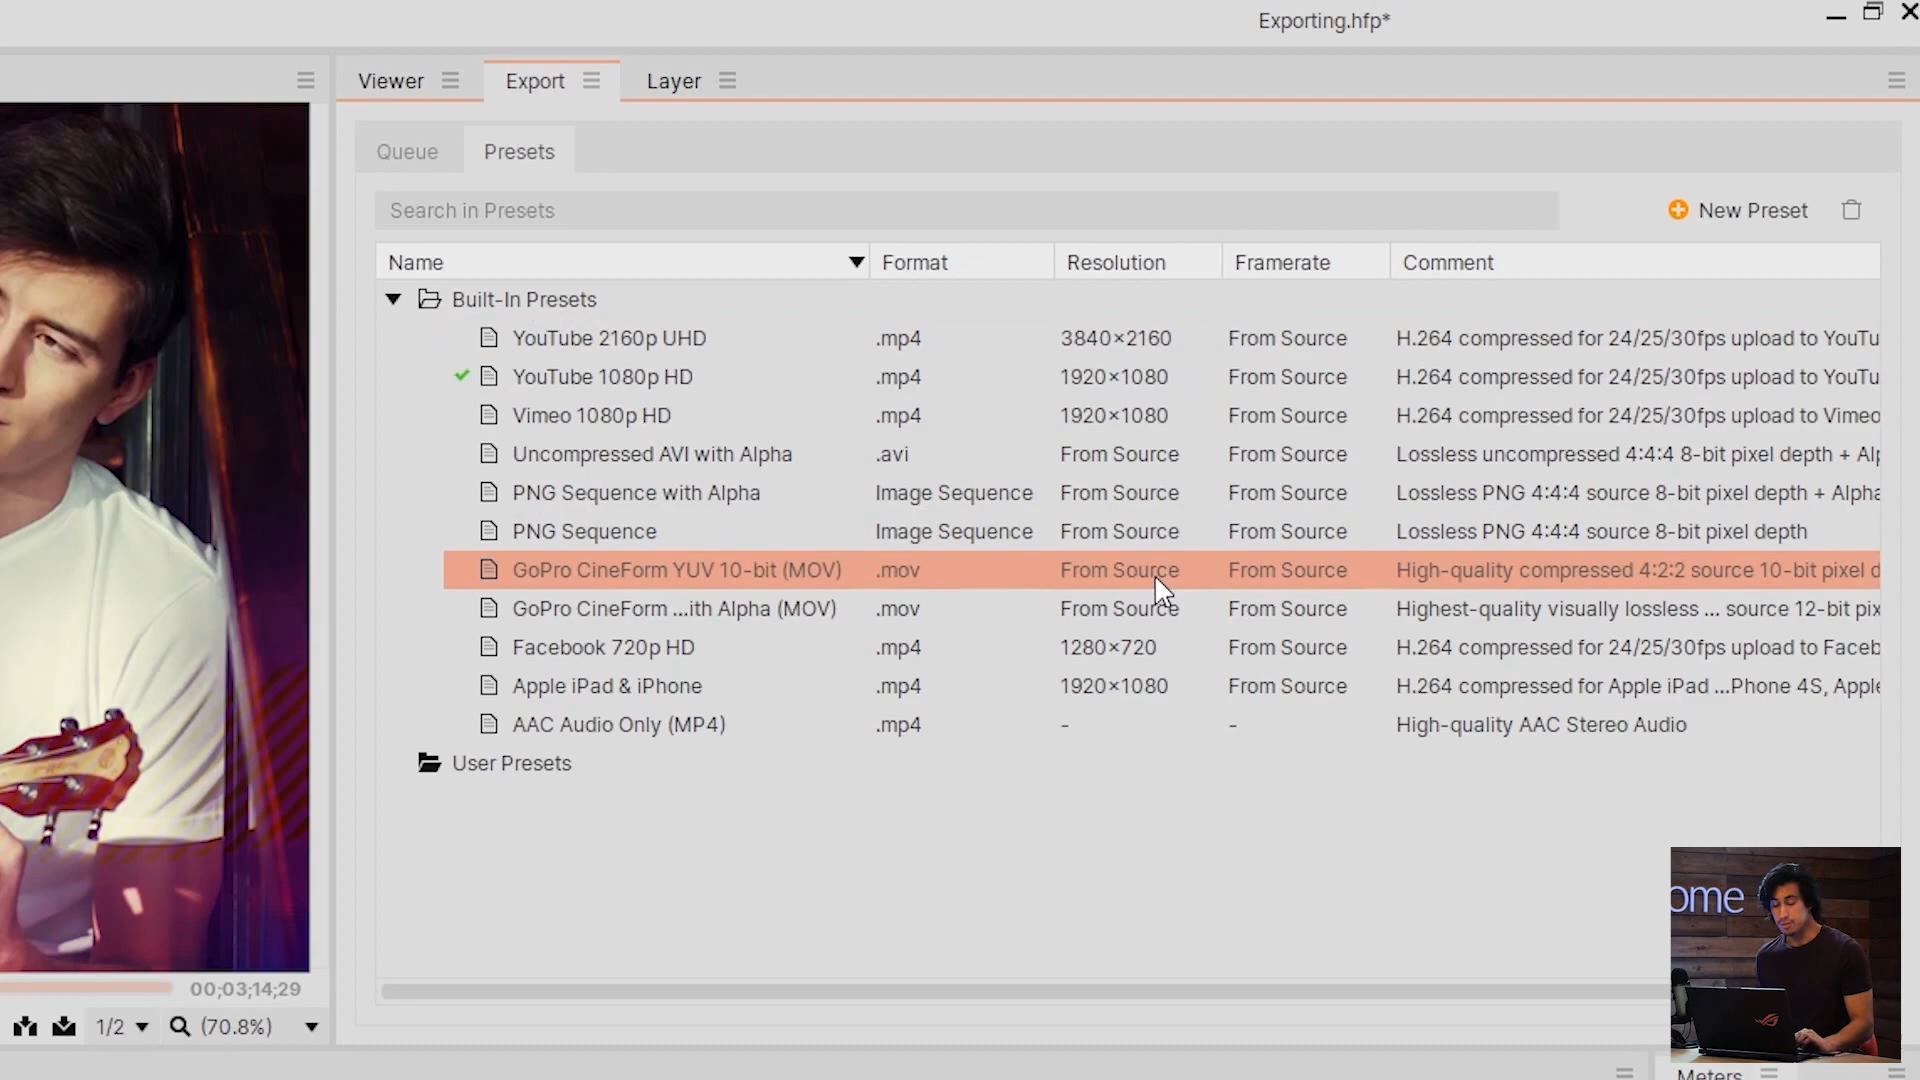 Exporting.hfp*
Viewer Export Layer
Queue Presets
Search in Presets New Preset
Name Format Resolution Framerate Comment
Built-In Presets
YouTube 2160p UHD .mp4 3840×2160 From Source H.264 compressed for 24/25/30fps upload to YouTu
YouTube 1080p HD .mp4 1920×1080 From Source H.264 compressed for 24/25/30fps upload to YouTu
Vimeo 1080p HD .mp4 1920×1080 From Source H.264 compressed for 24/25/30fps upload to Vimeo
Uncompressed AVI with Alpha .avi From Source From Source Lossless uncompressed 4:4:4 8-bit pixel depth + Alp
PNG Sequence with Alpha Image Sequence From Source From Source Lossless PNG 4:4:4 source 8-bit pixel depth + Alpha
PNG Sequence Image Sequence From Source From Source Lossless PNG 4:4:4 source 8-bit pixel depth
GoPro CineForm YUV 10-bit (MOV) .mov From Source From Source High-quality compressed 4:2:2 source 10-bit pixel d
GoPro CineForm ...ith Alpha (MOV) .mov From Source From Source Highest-quality visually lossless ... source 12-bit pix
Facebook 720p HD .mp4 1280×720 From Source H.264 compressed for 24/25/30fps upload to Faceb
Apple iPad & iPhone .mp4 1920×1080 From Source H.264 compressed for Apple iPad ...Phone 4S, Apple
AAC Audio Only (MP4) .mp4 - - High-quality AAC Stereo Audio
User Presets
ome
00;03;14;29
1/2 (70.8%)
Meters